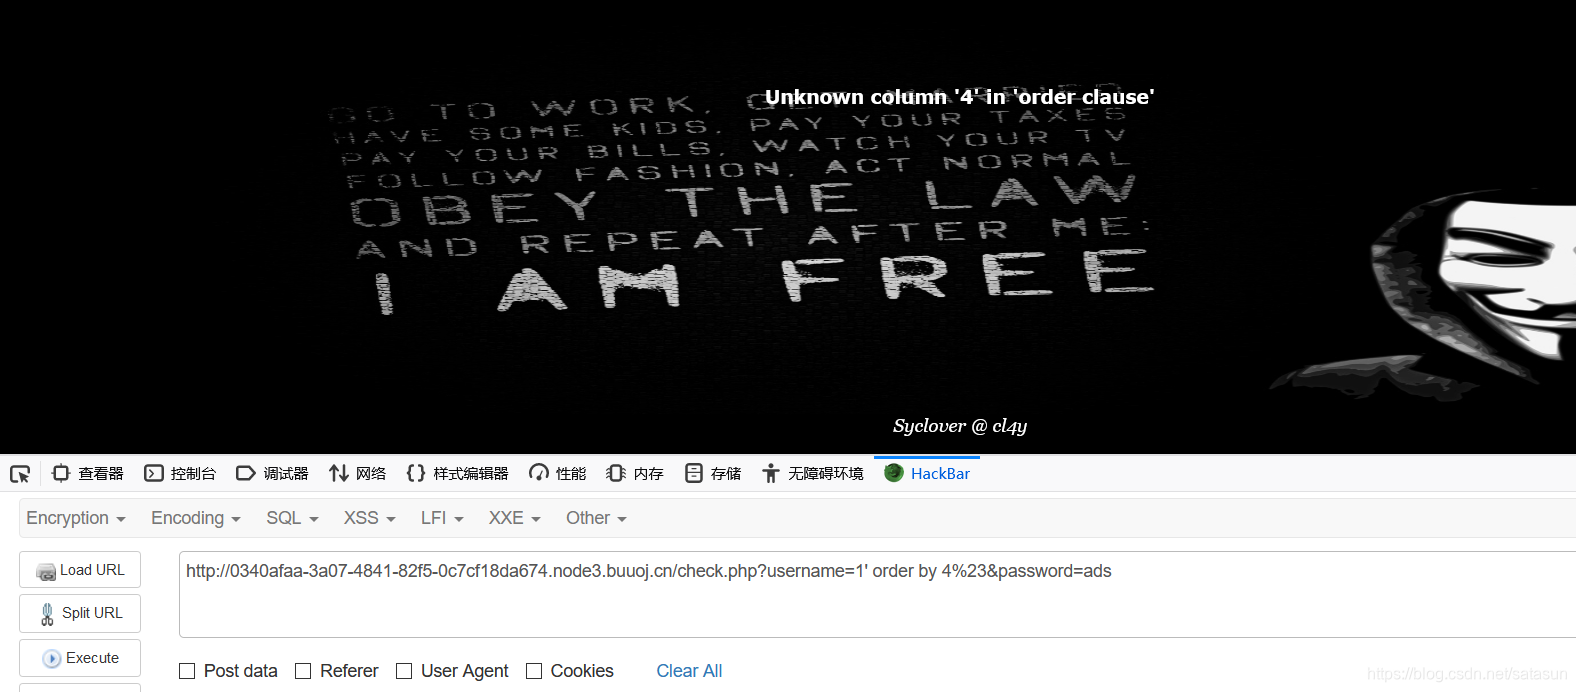 Unknown column '4' in 'order clause'
GO TO WORK, GET MARRIED
HAVE SOME KIDS, PAY YOUR TAXES
PAY YOUR BILLS, WATCH YOUR TV
FOLLOW FASHION, ACT NORMAL
OBEY THE LAW
AND REPEAT AFTER ME:
I AM FREE
Syclover @ cl4y
查看器 控制台 调试器 网络 样式编辑器 性能 内存 存储 无障碍环境 HackBar
Encryption Encoding SQL XSS LFI XXE Other
Load URL
http://0340afaa-3a07-4841-82f5-0c7cf18da674.node3.buuoj.cn/check.php?username=1' order by 4%23&password=ads
Split URL
Execute
Post data Referer User Agent Cookies Clear All
https://blog.csdn.net/satasun